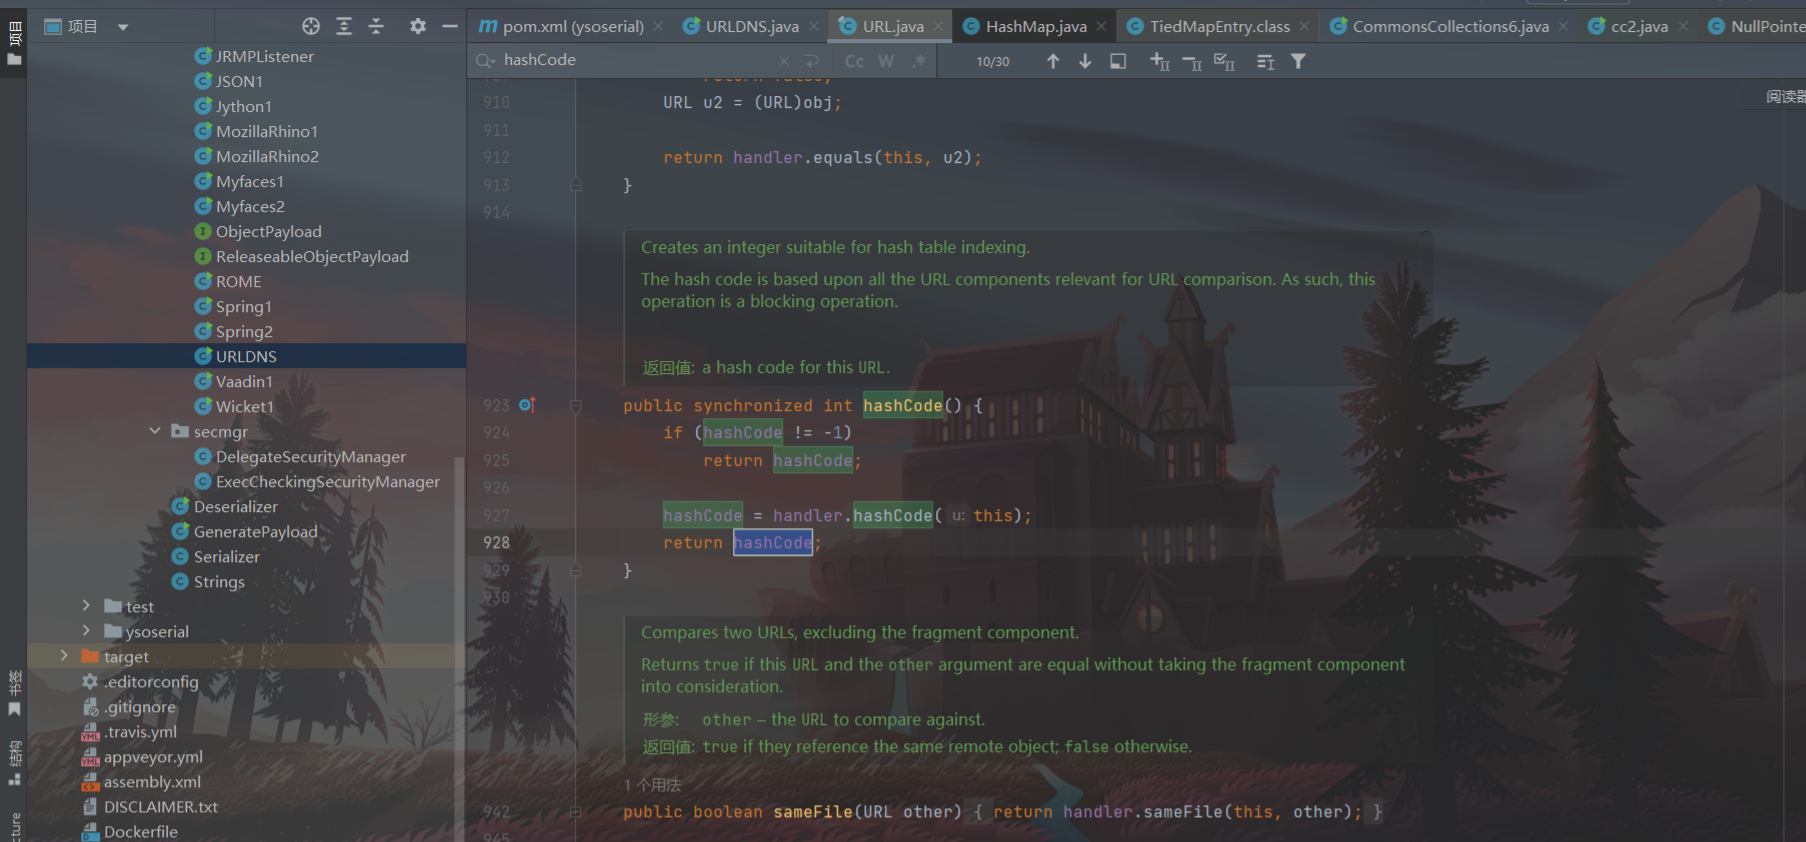 项目
项目
pom.xml (ysoserial)
URLDNS.java
URL.java
HashMap.java
TiedMapEntry.class
CommonsCollections6.java
cc2.java
NullPointe
hashCode
Cc W .*
10/30
JRMPListener
JSON1
Jython1
MozillaRhino1
MozillaRhino2
Myfaces1
Myfaces2
ObjectPayload
ReleaseableObjectPayload
ROME
Spring1
Spring2
URLDNS
Vaadin1
Wicket1
secmgr
DelegateSecurityManager
ExecCheckingSecurityManager
Deserializer
GeneratePayload
Serializer
Strings
test
ysoserial
target
.editorconfig
.gitignore
.travis.yml
appveyor.yml
assembly.xml
DISCLAIMER.txt
Dockerfile
书签
结构
cture
阅读器
return false;
910 URL u2 = (URL)obj;
911
912 return handler.equals(this, u2);
913 }
914
Creates an integer suitable for hash table indexing.
The hash code is based upon all the URL components relevant for URL comparison. As such, this
operation is a blocking operation.
返回值: a hash code for this URL.
923 public synchronized int hashCode() {
924 if (hashCode != -1)
925 return hashCode;
926
927 hashCode = handler.hashCode( u: this);
928 return hashCode;
929 }
930
Compares two URLs, excluding the fragment component.
Returns true if this URL and the other argument are equal without taking the fragment component
into consideration.
形参: other – the URL to compare against.
返回值: true if they reference the same remote object; false otherwise.
1 个用法
942 public boolean sameFile(URL other) { return handler.sameFile(this, other); }
945